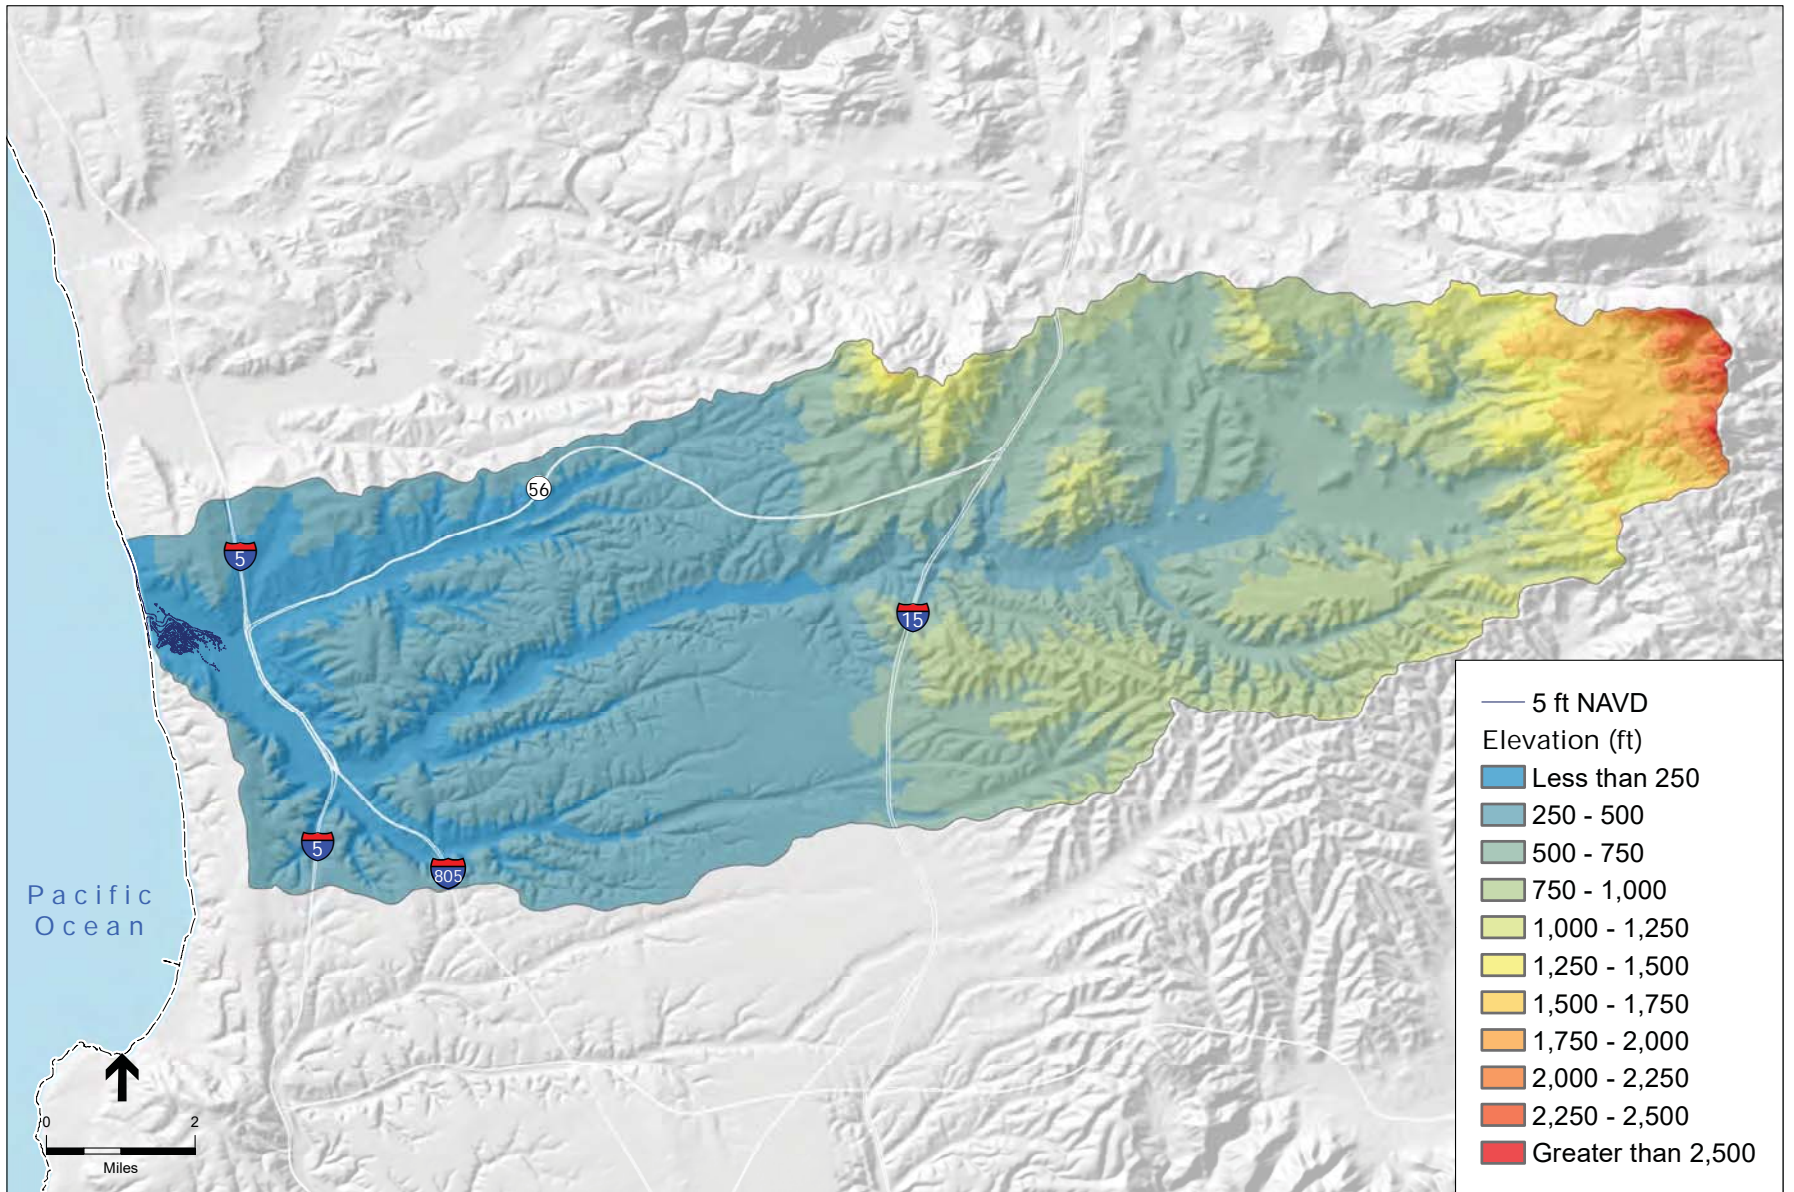 56
5
15
5
805
Pacific
Ocean
0 2
Miles
5 ft NAVD
Elevation (ft)
Less than 250
250 - 500
500 - 750
750 - 1,000
1,000 - 1,250
1,250 - 1,500
1,500 - 1,750
1,750 - 2,000
2,000 - 2,250
2,250 - 2,500
Greater than 2,500